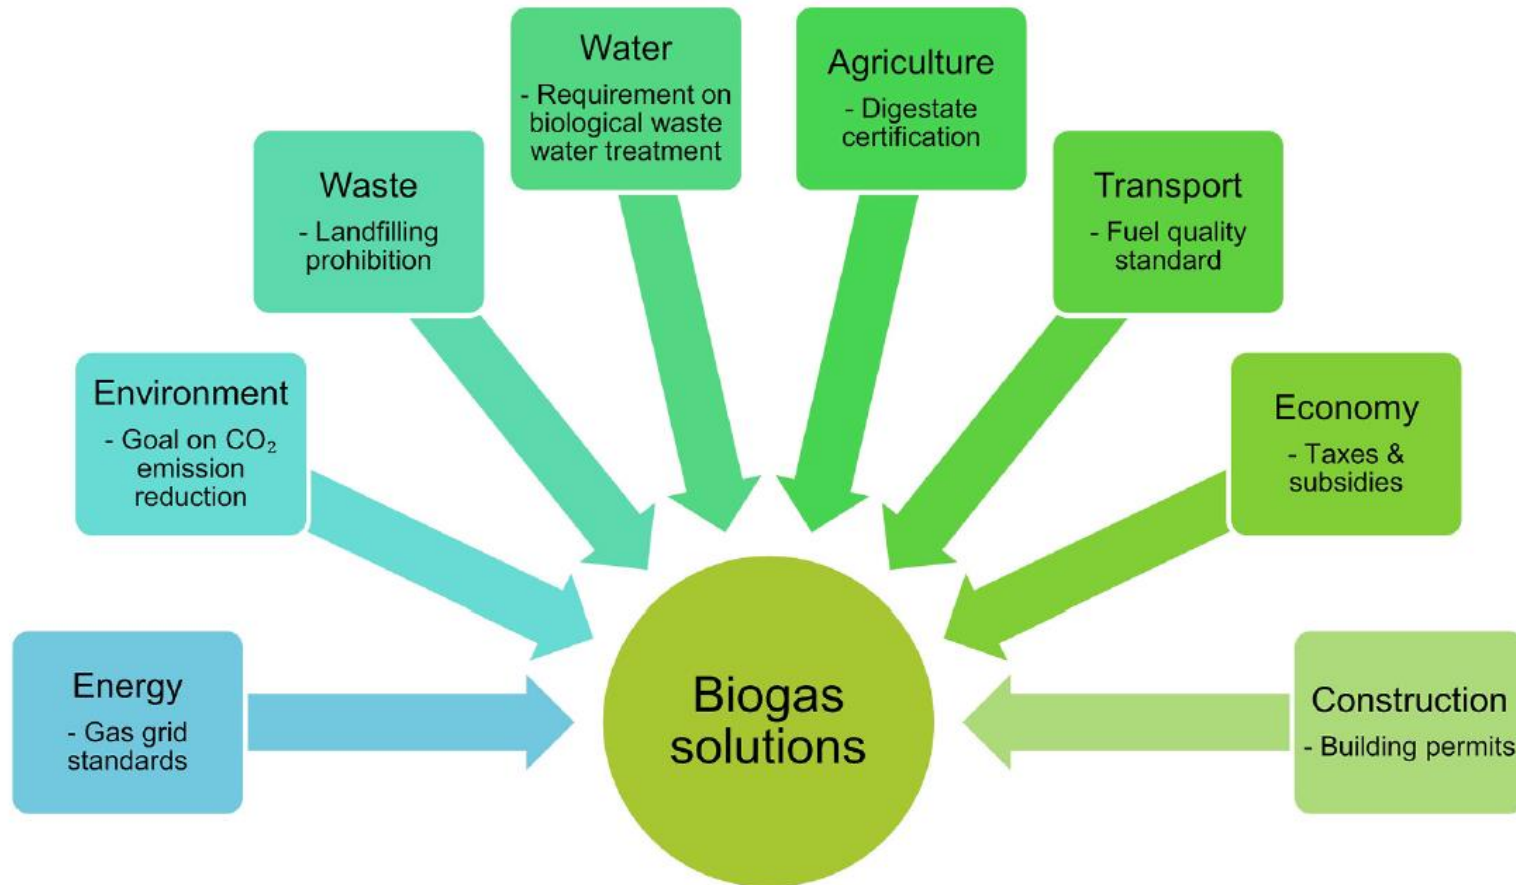 Water
- Requirement on
biological waste
water treatment
Agriculture
- Digestate
certification
Waste
- Landfilling
prohibition
Transport
- Fuel quality
standard
Environment
- Goal on CO₂
emission
reduction
Economy
- Taxes &
subsidies
Energy
- Gas grid
standards
Biogas
solutions
Construction
- Building permits